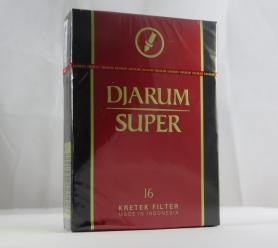 DJARUM
SUPER
16
KRETEK FILTER
MADE IN INDONESIA